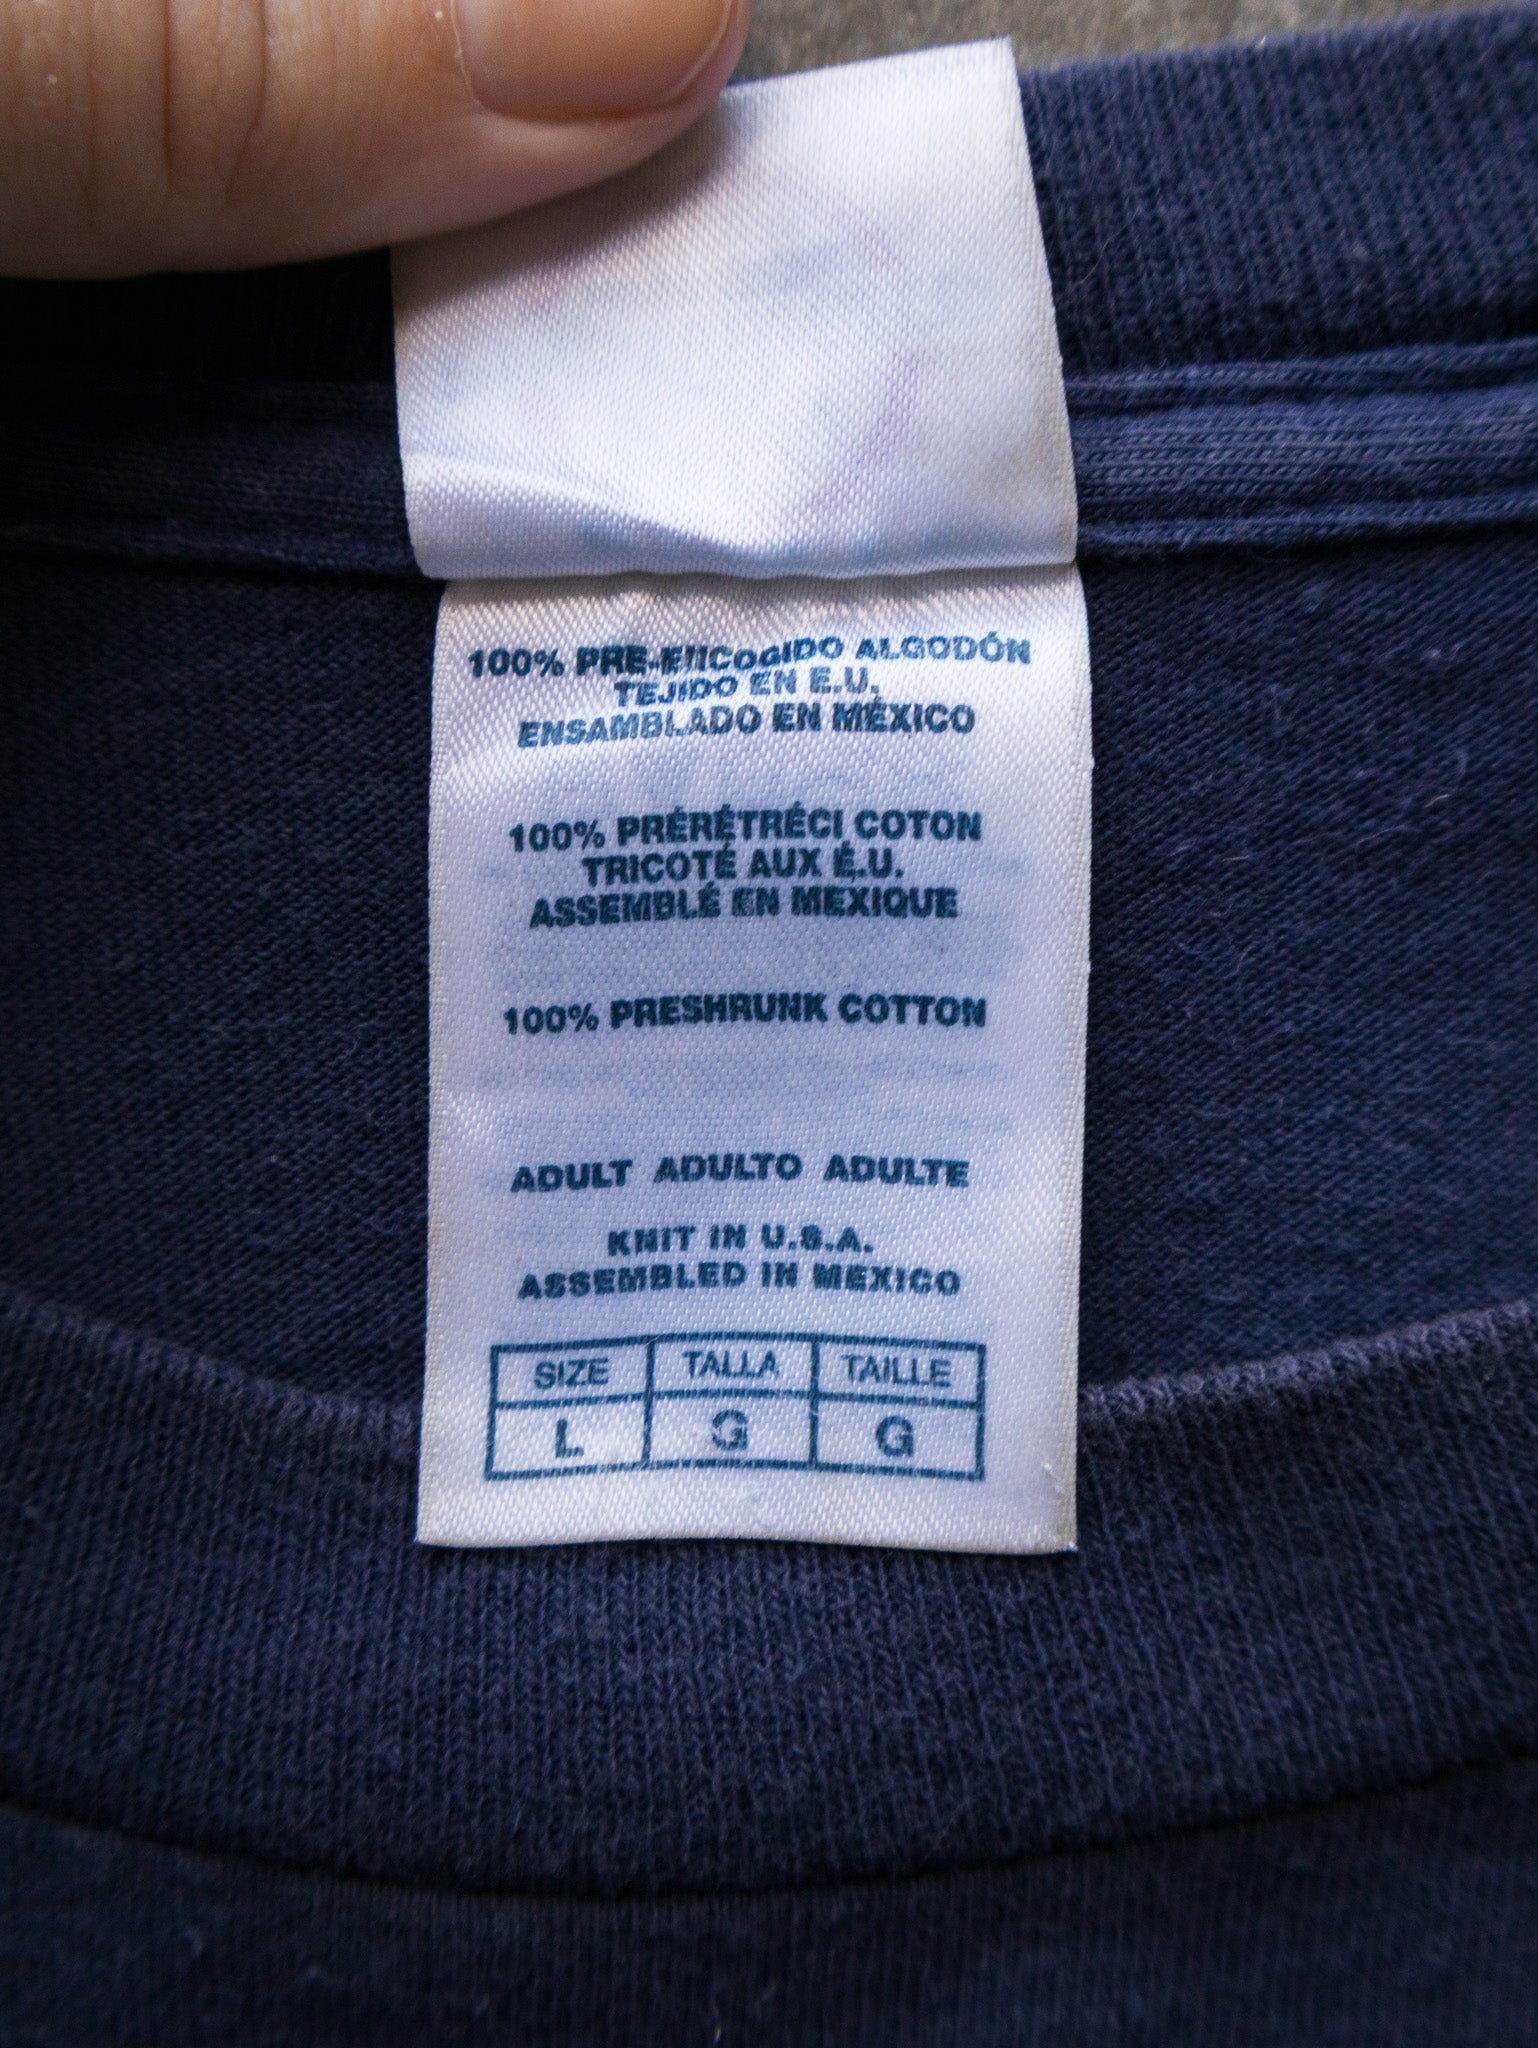 100% PRE-ENCOGIDO ALGODÓN
TEJIDO EN E.U.
ENSAMBLADO EN MÉXICO
100% PRÉRÉTRÉCI COTON
TRICOTÉ AUX É.U.
ASSEMBLÉ EN MEXIQUE
100% PRESHRUNK COTTON
ADULT ADULTO ADULTE
KNIT IN U.S.A.
ASSEMBLED IN MEXICO
SIZE TALLA TAILLE
L G G